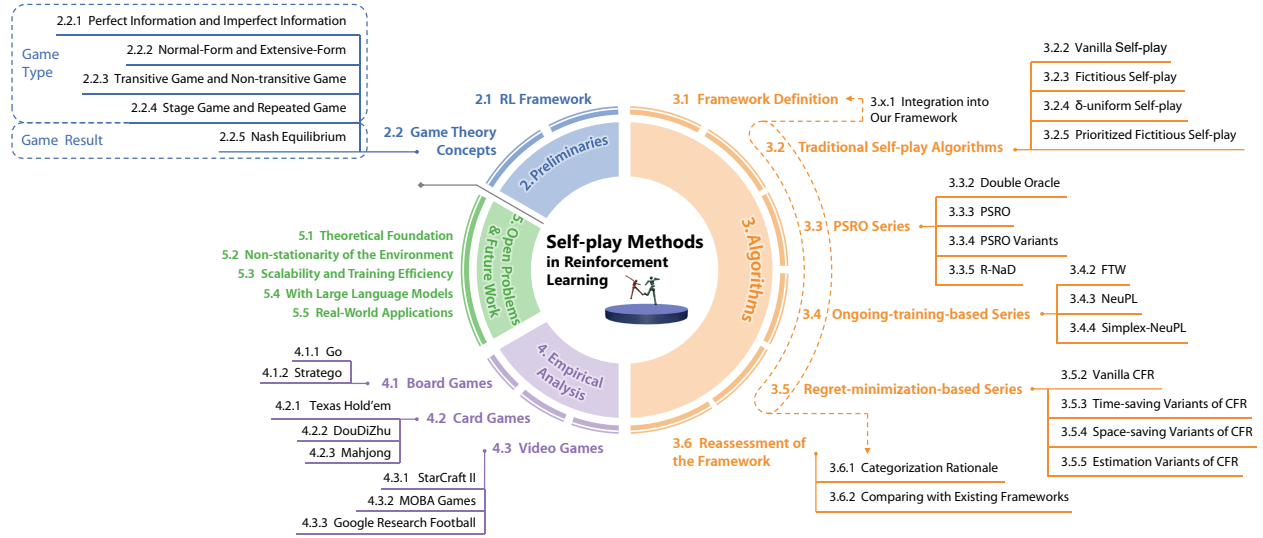 Self-play Methods
in Reinforcement
Learning
2. Preliminaries
2.1 RL Framework
2.2 Game Theory
Concepts
Game
Type
2.2.1 Perfect Information and Imperfect Information
2.2.2 Normal-Form and Extensive-Form
2.2.3 Transitive Game and Non-transitive Game
2.2.4 Stage Game and Repeated Game
Game Result
2.2.5 Nash Equilibrium
3. Algorithms
3.1 Framework Definition
3.x.1 Integration into
Our Framework
3.2 Traditional Self-play Algorithms
3.2.2 Vanilla Self-play
3.2.3 Fictitious Self-play
3.2.4 δ-uniform Self-play
3.2.5 Prioritized Fictitious Self-play
3.3 PSRO Series
3.3.2 Double Oracle
3.3.3 PSRO
3.3.4 PSRO Variants
3.3.5 R-NaD
3.4 Ongoing-training-based Series
3.4.2 FTW
3.4.3 NeuPL
3.4.4 Simplex-NeuPL
3.5 Regret-minimization-based Series
3.5.2 Vanilla CFR
3.5.3 Time-saving Variants of CFR
3.5.4 Space-saving Variants of CFR
3.5.5 Estimation Variants of CFR
3.6 Reassessment of
the Framework
3.6.1 Categorization Rationale
3.6.2 Comparing with Existing Frameworks
4. Empirical
Analysis
4.1 Board Games
4.1.1 Go
4.1.2 Stratego
4.2 Card Games
4.2.1 Texas Hold'em
4.2.2 DouDiZhu
4.2.3 Mahjong
4.3 Video Games
4.3.1 StarCraft II
4.3.2 MOBA Games
4.3.3 Google Research Football
5. Open Problems
& Future Work
5.1 Theoretical Foundation
5.2 Non-stationarity of the Environment
5.3 Scalability and Training Efficiency
5.4 With Large Language Models
5.5 Real-World Applications